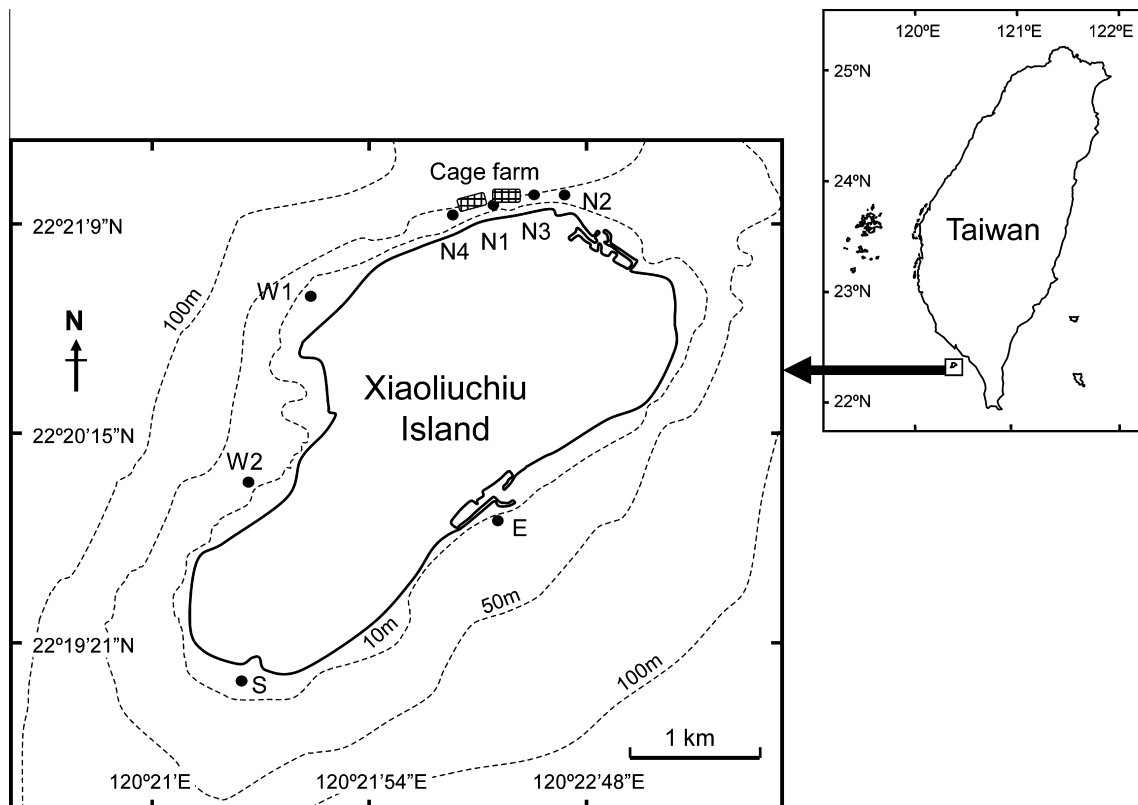 120ºE 121ºE 122ºE
25ºN
24ºN
Taiwan
23ºN
22ºN
Cage farm
N2
22º21’9”N
N4 N1 N3
W1
100m
N
Xiaoliuchiu
Island
22º20’15”N
W2
E
50m
10m
22º19’21”N
100m
S
1 km
120º21’E 120º21’54”E 120º22’48”E